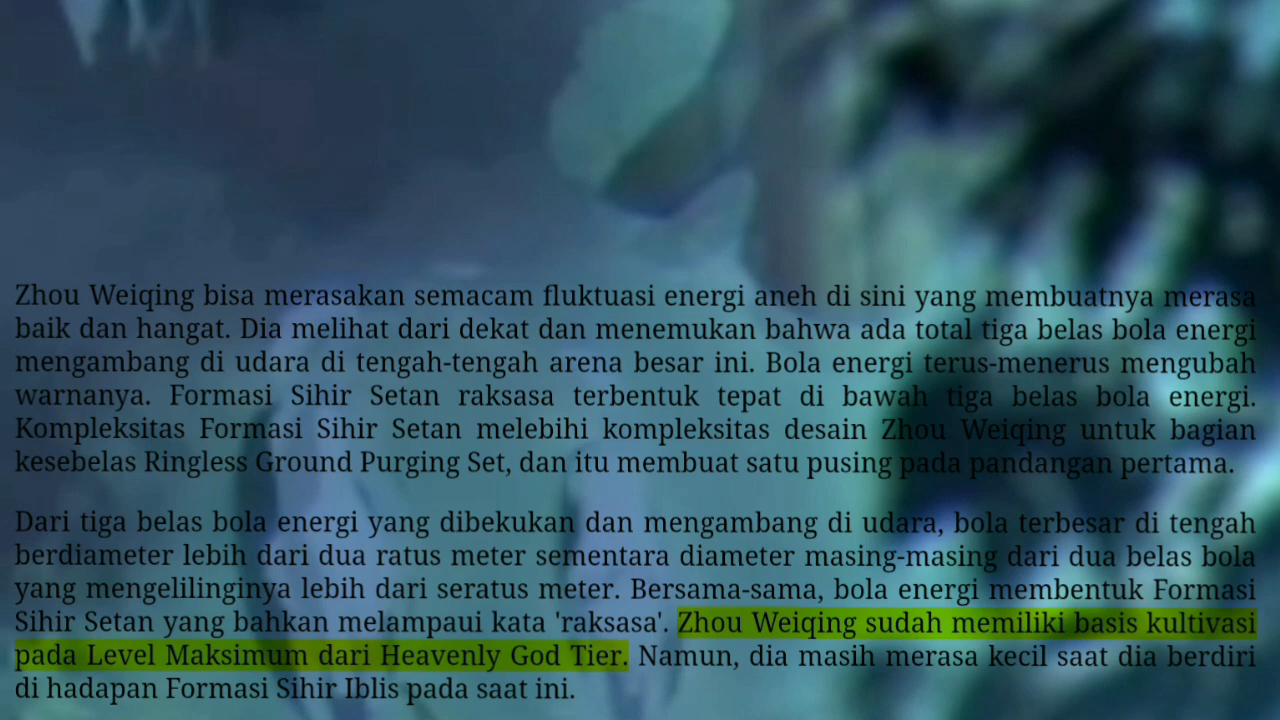 Zhou Weiqing bisa merasakan semacam fluktuasi energi aneh di sini yang membuatnya merasa
baik dan hangat. Dia melihat dari dekat dan menemukan bahwa ada total tiga belas bola energi
mengambang di udara di tengah-tengah arena besar ini. Bola energi terus-menerus mengubah
warnanya. Formasi Sihir Setan raksasa terbentuk tepat di bawah tiga belas bola energi.
Kompleksitas Formasi Sihir Setan melebihi kompleksitas desain Zhou Weiqing untuk bagian
kesebelas Ringless Ground Purging Set, dan itu membuat satu pusing pada pandangan pertama.
Dari tiga belas bola energi yang dibekukan dan mengambang di udara, bola terbesar di tengah
berdiameter lebih dari dua ratus meter sementara diameter masing-masing dari dua belas bola
yang mengelilinginya lebih dari seratus meter. Bersama-sama, bola energi membentuk Formasi
Sihir Setan yang bahkan melampaui kata 'raksasa'. Zhou Weiqing sudah memiliki basis kultivasi
pada Level Maksimum dari Heavenly God Tier. Namun, dia masih merasa kecil saat dia berdiri
di hadapan Formasi Sihir Iblis pada saat ini.